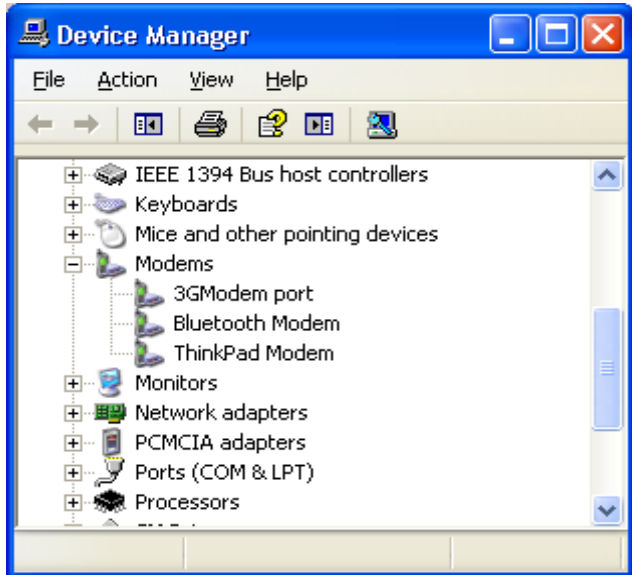 Device Manager
File Action View Help
IEEE 1394 Bus host controllers
Keyboards
Mice and other pointing devices
Modems
3GModem port
Bluetooth Modem
ThinkPad Modem
Monitors
Network adapters
PCMCIA adapters
Ports (COM & LPT)
Processors